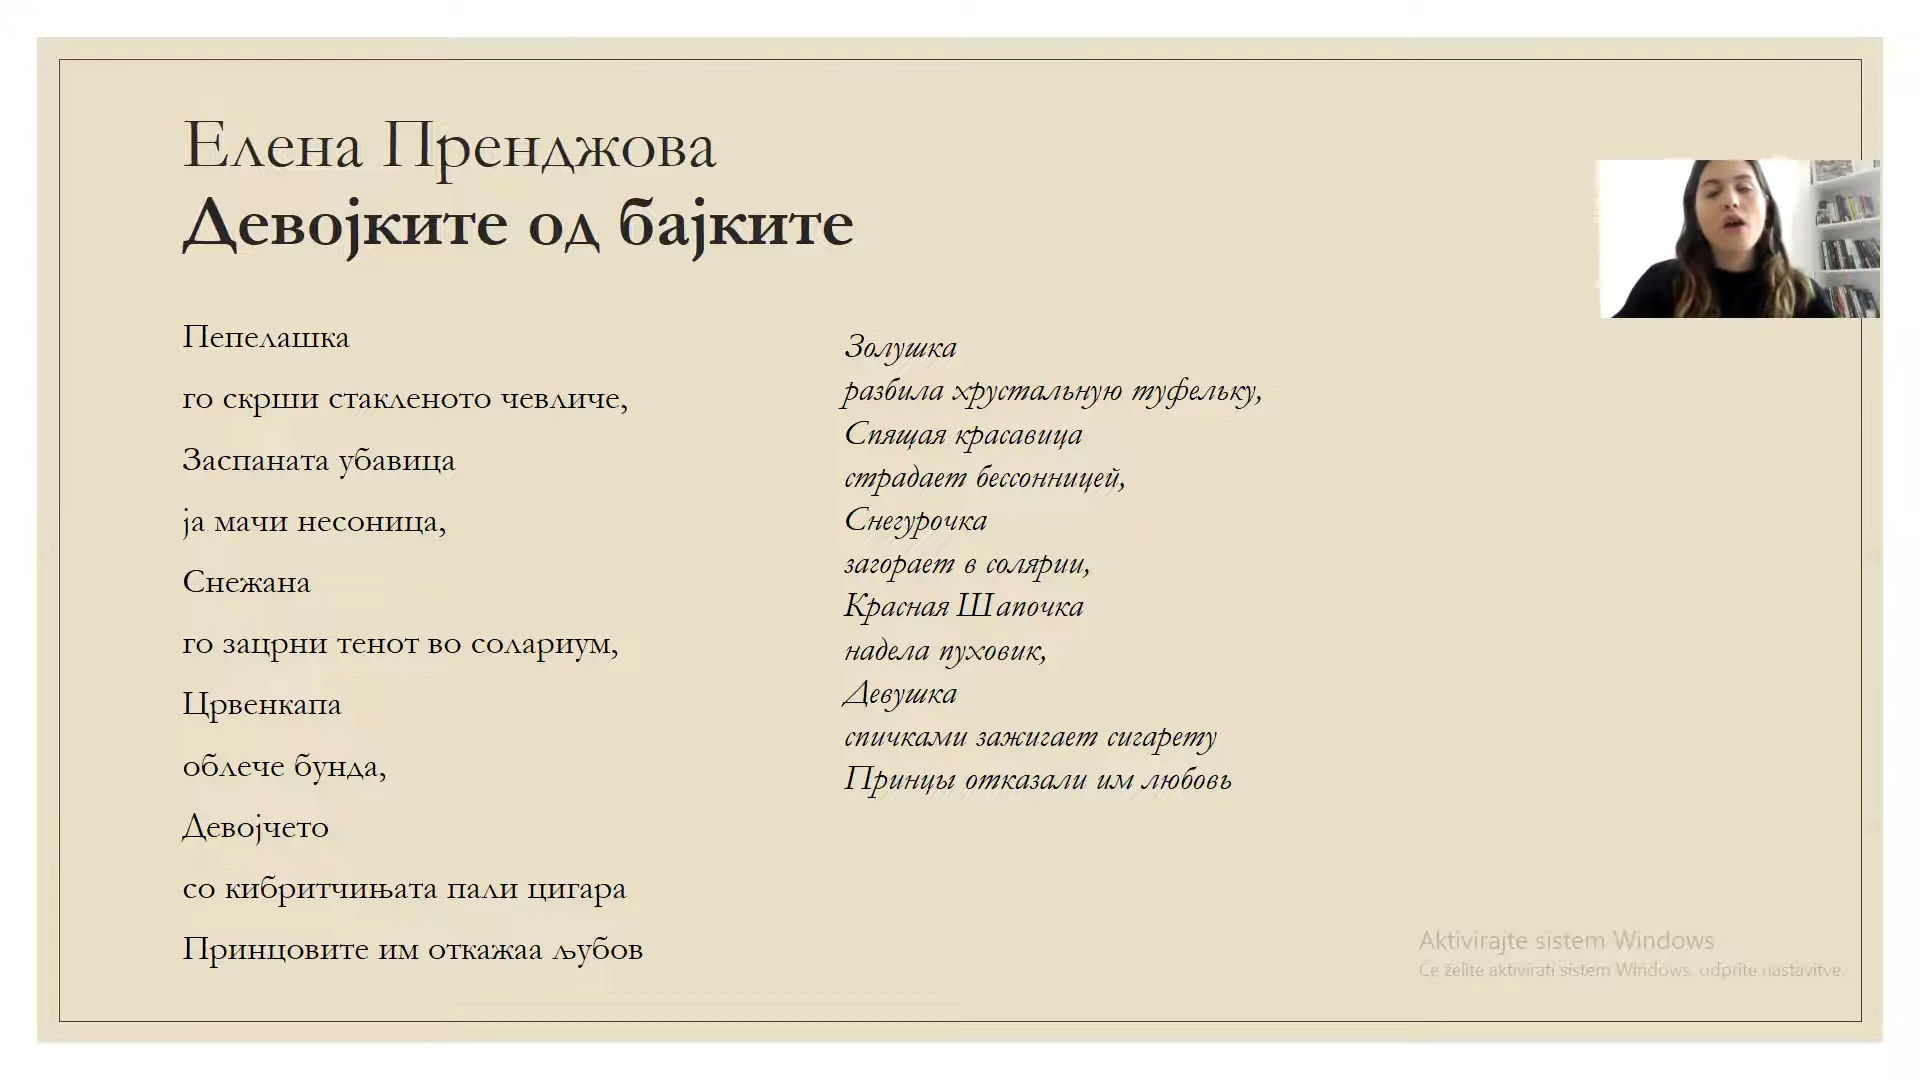 Елена Пренджова
Девојките од бајките
Пепелашка
го скрши стакленото чевличе,
Заспаната убавица
ја мачи несоница,
Снежана
го зацрни тенот во солариум,
Црвенкапа
облече бунда,
Девојчето
со кибритчињата пали цигара
Принцовите им откажаа љубов
Золушка
разбила хрустальную туфельку,
Спящая красавица
страдает бессонницей,
Снегурочка
загорает в солярии,
Красная Шапочка
надела пуховик,
Девушка
спичками зажигает сигарету
Принцы отказали им любовь
Aktivirajte sistem Windows
Če želite aktivirati sistem Windows, odprite nastavitve.